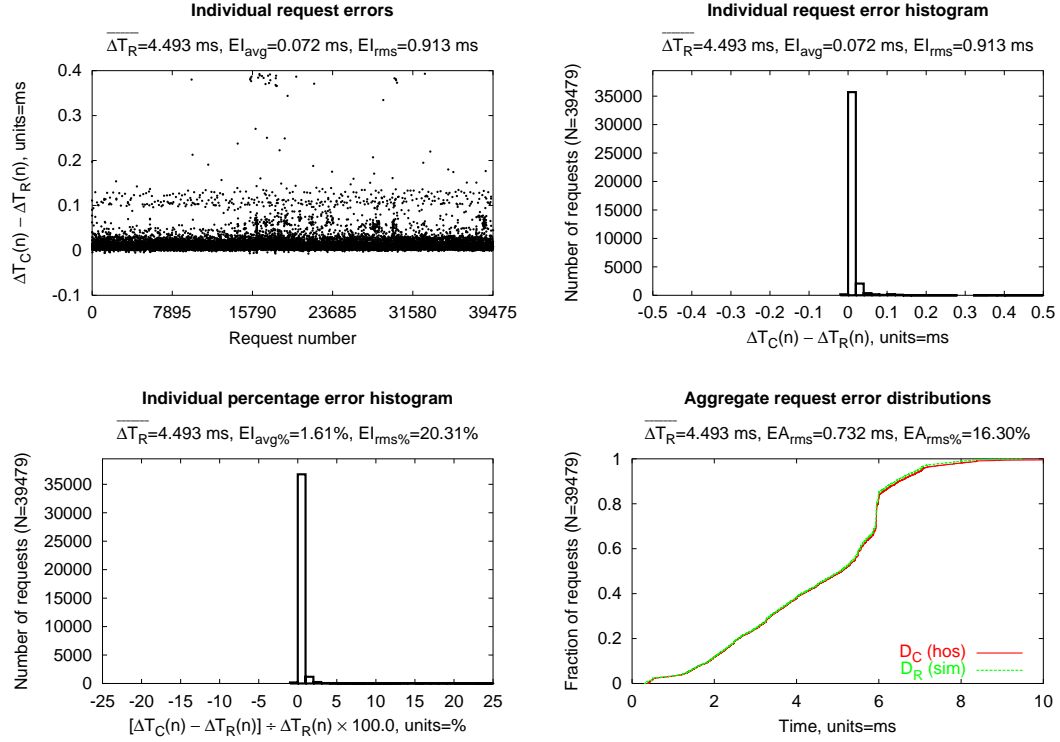 Individual request errors
ΔT_R=4.493 ms, EI_avg=0.072 ms, EI_rms=0.913 ms
ΔT_C(n) − ΔT_R(n), units=ms
0.4
0.3
0.2
0.1
0
-0.1
0 7895 15790 23685 31580 39475
Request number
Individual request error histogram
ΔT_R=4.493 ms, EI_avg=0.072 ms, EI_rms=0.913 ms
Number of requests (N=39479)
35000
30000
25000
20000
15000
10000
5000
0
-0.5 -0.4 -0.3 -0.2 -0.1 0 0.1 0.2 0.3 0.4 0.5
ΔT_C(n) − ΔT_R(n), units=ms
Individual percentage error histogram
ΔT_R=4.493 ms, EI_avg%=1.61%, EI_rms%=20.31%
Number of requests (N=39479)
35000
30000
25000
20000
15000
10000
5000
0
-25 -20 -15 -10 -5 0 5 10 15 20 25
[ΔT_C(n) − ΔT_R(n)] ÷ ΔT_R(n) × 100.0, units=%
Aggregate request error distributions
ΔT_R=4.493 ms, EA_rms=0.732 ms, EA_rms%=16.30%
Fraction of requests (N=39479)
1
0.8
0.6
0.4
0.2
0
D_C (hos)
D_R (sim)
0 2 4 6 8 10
Time, units=ms